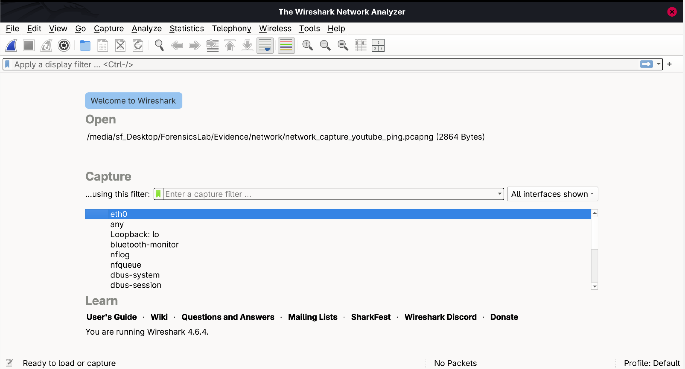 The Wireshark Network Analyzer
File Edit View Go Capture Analyze Statistics Telephony Wireless Tools Help
Apply a display filter ... <Ctrl-/>
+
Welcome to Wireshark
Open
/media/sf_Desktop/ForensicsLab/Evidence/network/network_capture_youtube_ping.pcapng (2864 Bytes)
Capture
...using this filter: Enter a capture filter ... All interfaces shown
eth0
any
Loopback: lo
bluetooth-monitor
nflog
nfqueue
dbus-system
dbus-session
Learn
User's Guide · Wiki · Questions and Answers · Mailing Lists · SharkFest · Wireshark Discord · Donate
You are running Wireshark 4.6.4.
Ready to load or capture No Packets Profile: Default